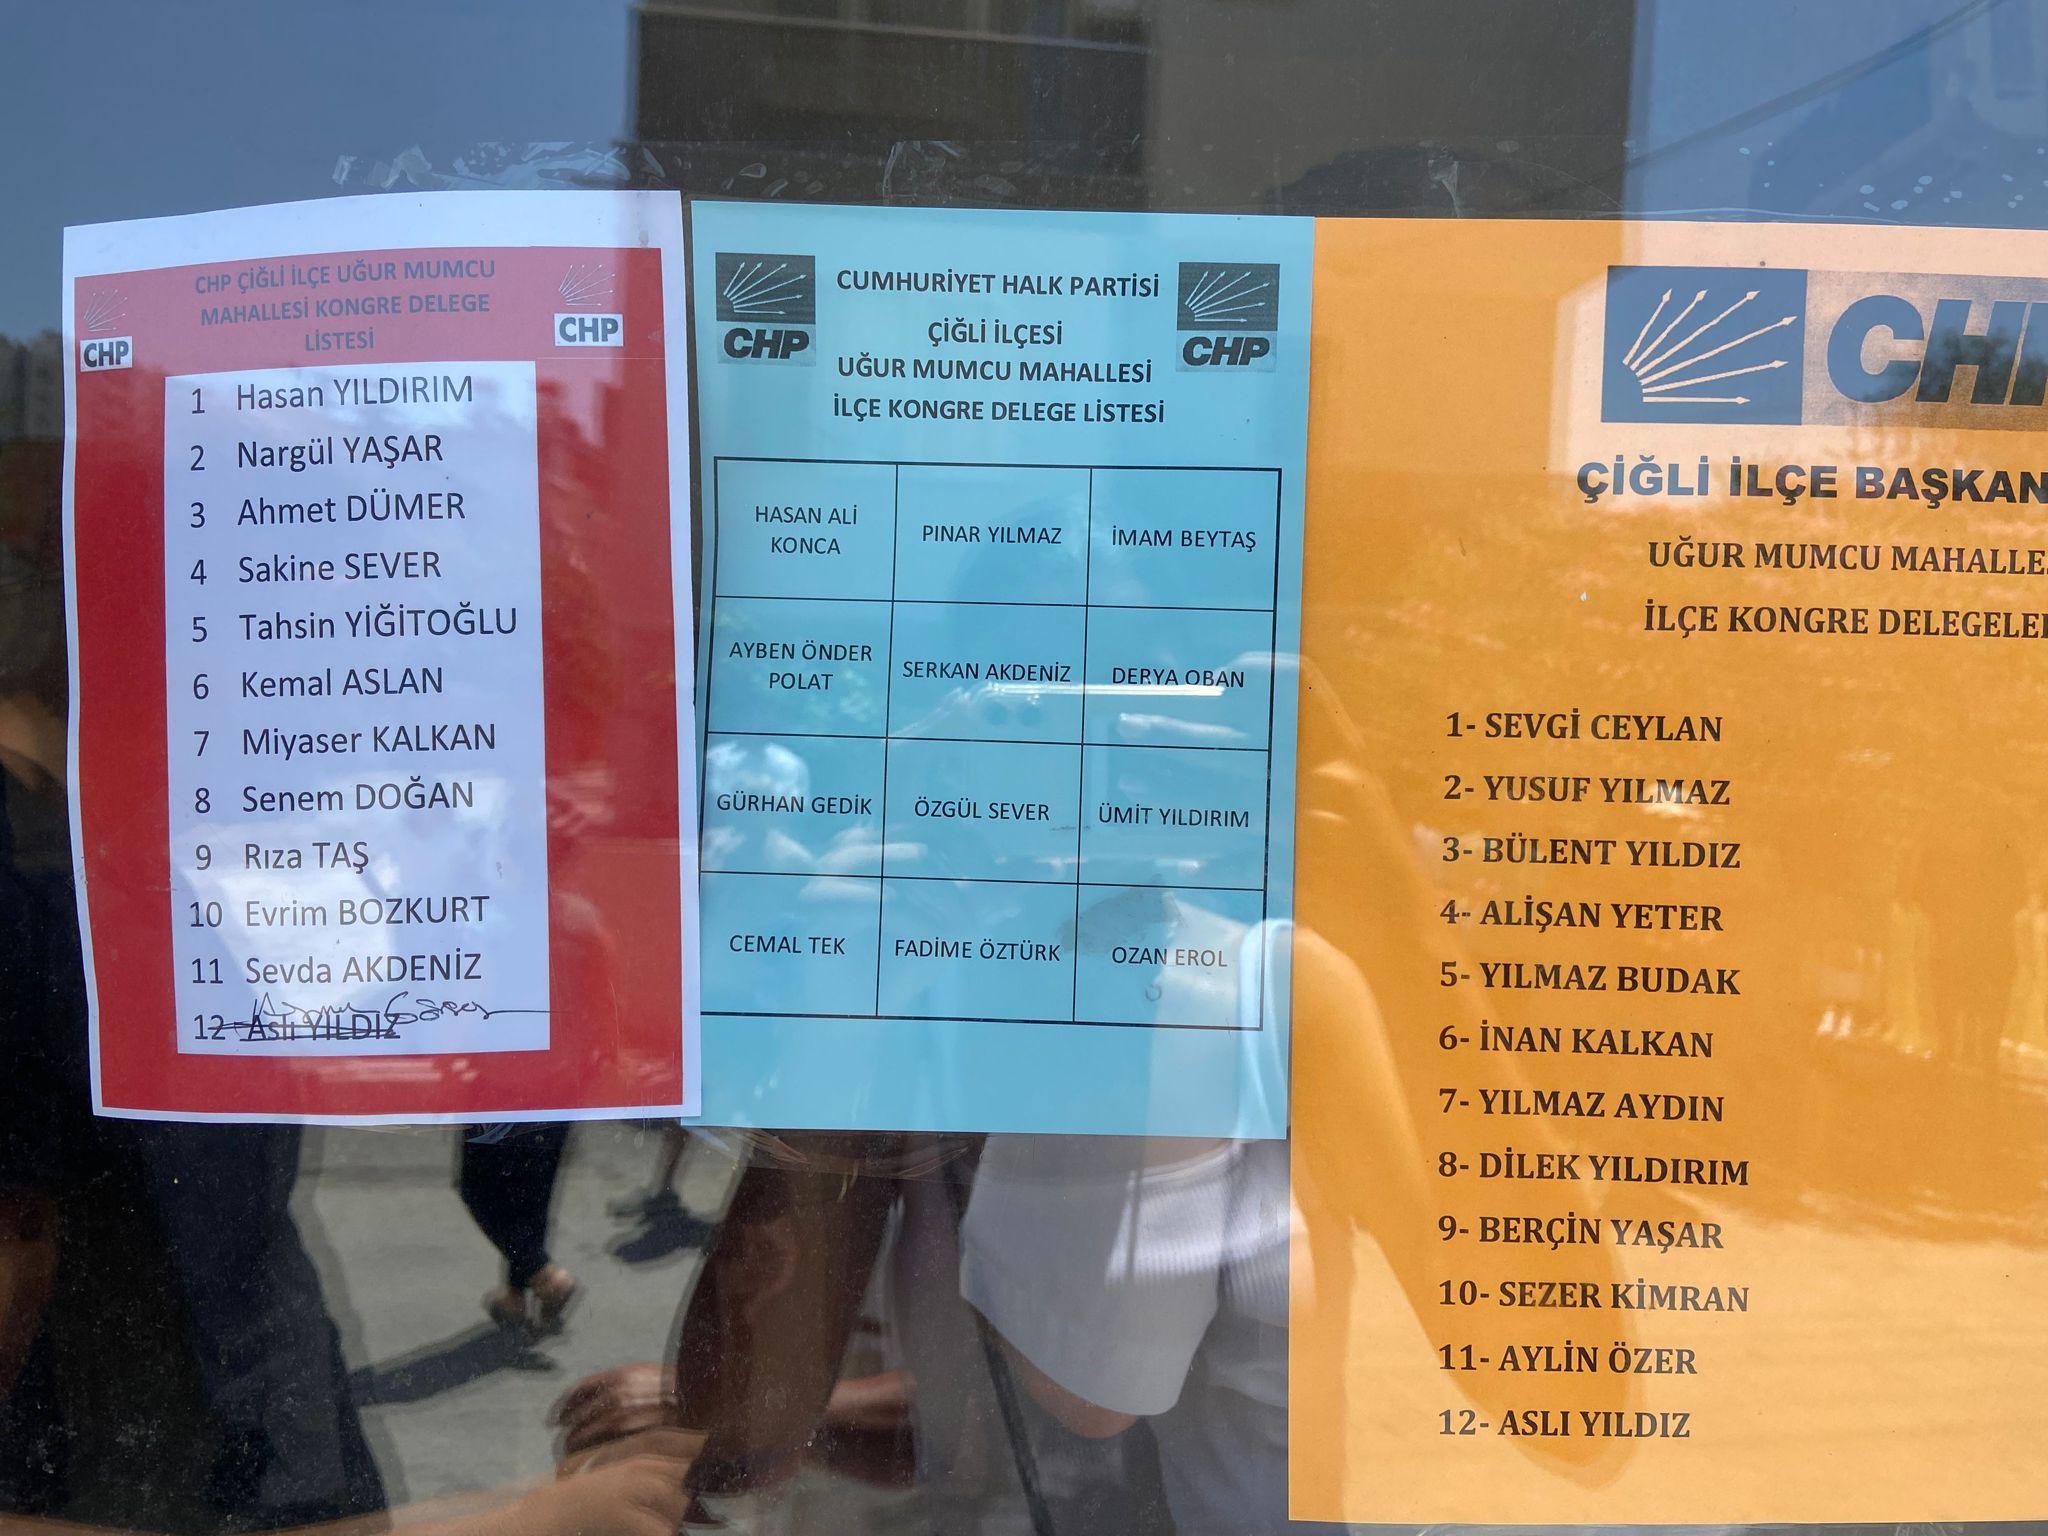 CHP ÇİĞLİ İLÇE UĞUR MUMCU
MAHALLESİ KONGRE DELEGE
LİSTESİ
CHP
CHP
1 Hasan YILDIRIM
2 Nargül YAŞAR
3 Ahmet DÜMER
4 Sakine SEVER
5 Tahsin YİĞİTOĞLU
6 Kemal ASLAN
7 Miyaser KALKAN
8 Senem DOĞAN
9 Rıza TAŞ
10 Evrim BOZKURT
11 Sevda AKDENİZ
12 Aslı YILDIZ
CHP
CHP
CUMHURİYET HALK PARTİSİ
ÇİĞLİ İLÇESİ
UĞUR MUMCU MAHALLESİ
İLÇE KONGRE DELEGE LİSTESİ
HASAN ALİ
KONCA
PINAR YILMAZ
İMAM BEYTAŞ
AYBEN ÖNDER
POLAT
SERKAN AKDENİZ
DERYA OBAN
GÜRHAN GEDİK
ÖZGÜL SEVER
ÜMİT YILDIRIM
CEMAL TEK
FADİME ÖZTÜRK
OZAN EROL
CH
ÇİĞLİ İLÇE BAŞKAN
UĞUR MUMCU MAHALLE
İLÇE KONGRE DELEGELE
1- SEVGİ CEYLAN
2- YUSUF YILMAZ
3- BÜLENT YILDIZ
4- ALİŞAN YETER
5- YILMAZ BUDAK
6- İNAN KALKAN
7- YILMAZ AYDIN
8- DİLEK YILDIRIM
9- BERÇİN YAŞAR
10- SEZER KİMRAN
11- AYLİN ÖZER
12- ASLI YILDIZ